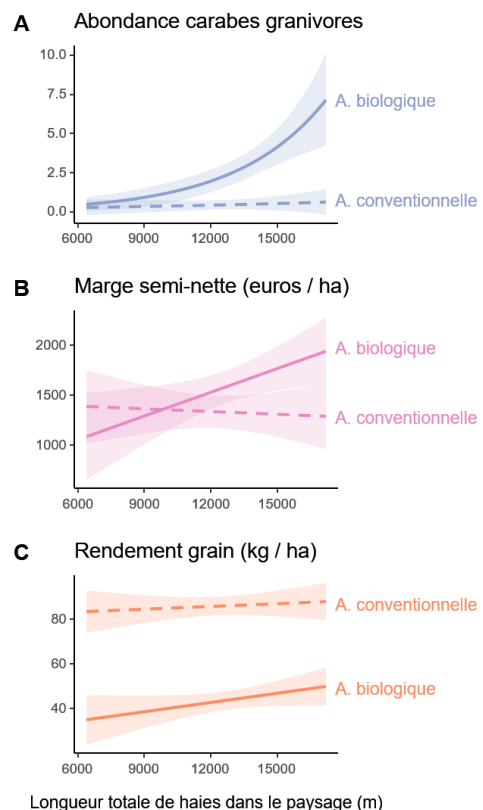 A Abondance carabes granivores
10.0
7.5
5.0
2.5
0.0
A. biologique
A. conventionnelle
6000 9000 12000 15000
B Marge semi-nette (euros / ha)
2000
1500
1000
A. biologique
A. conventionnelle
6000 9000 12000 15000
C Rendement grain (kg / ha)
80
60
40
A. conventionnelle
A. biologique
6000 9000 12000 15000
Longueur totale de haies dans le paysage (m)